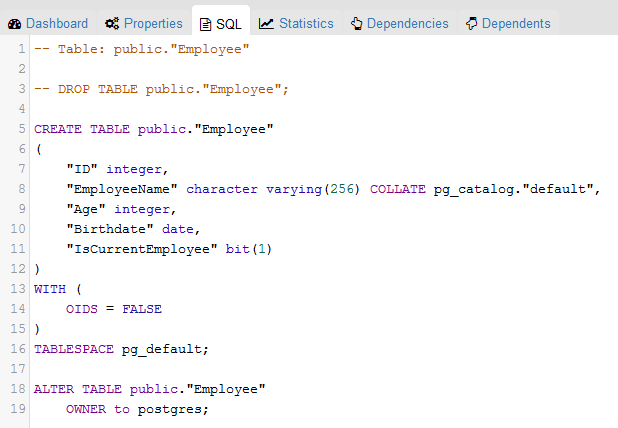 Dashboard Properties SQL Statistics Dependencies Dependents
1 -- Table: public."Employee"
2
3 -- DROP TABLE public."Employee";
4
5 CREATE TABLE public."Employee"
6 (
7     "ID" integer,
8     "EmployeeName" character varying(256) COLLATE pg_catalog."default",
9     "Age" integer,
10     "Birthdate" date,
11     "IsCurrentEmployee" bit(1)
12 )
13 WITH (
14     OIDS = FALSE
15 )
16 TABLESPACE pg_default;
17
18 ALTER TABLE public."Employee"
19     OWNER to postgres;